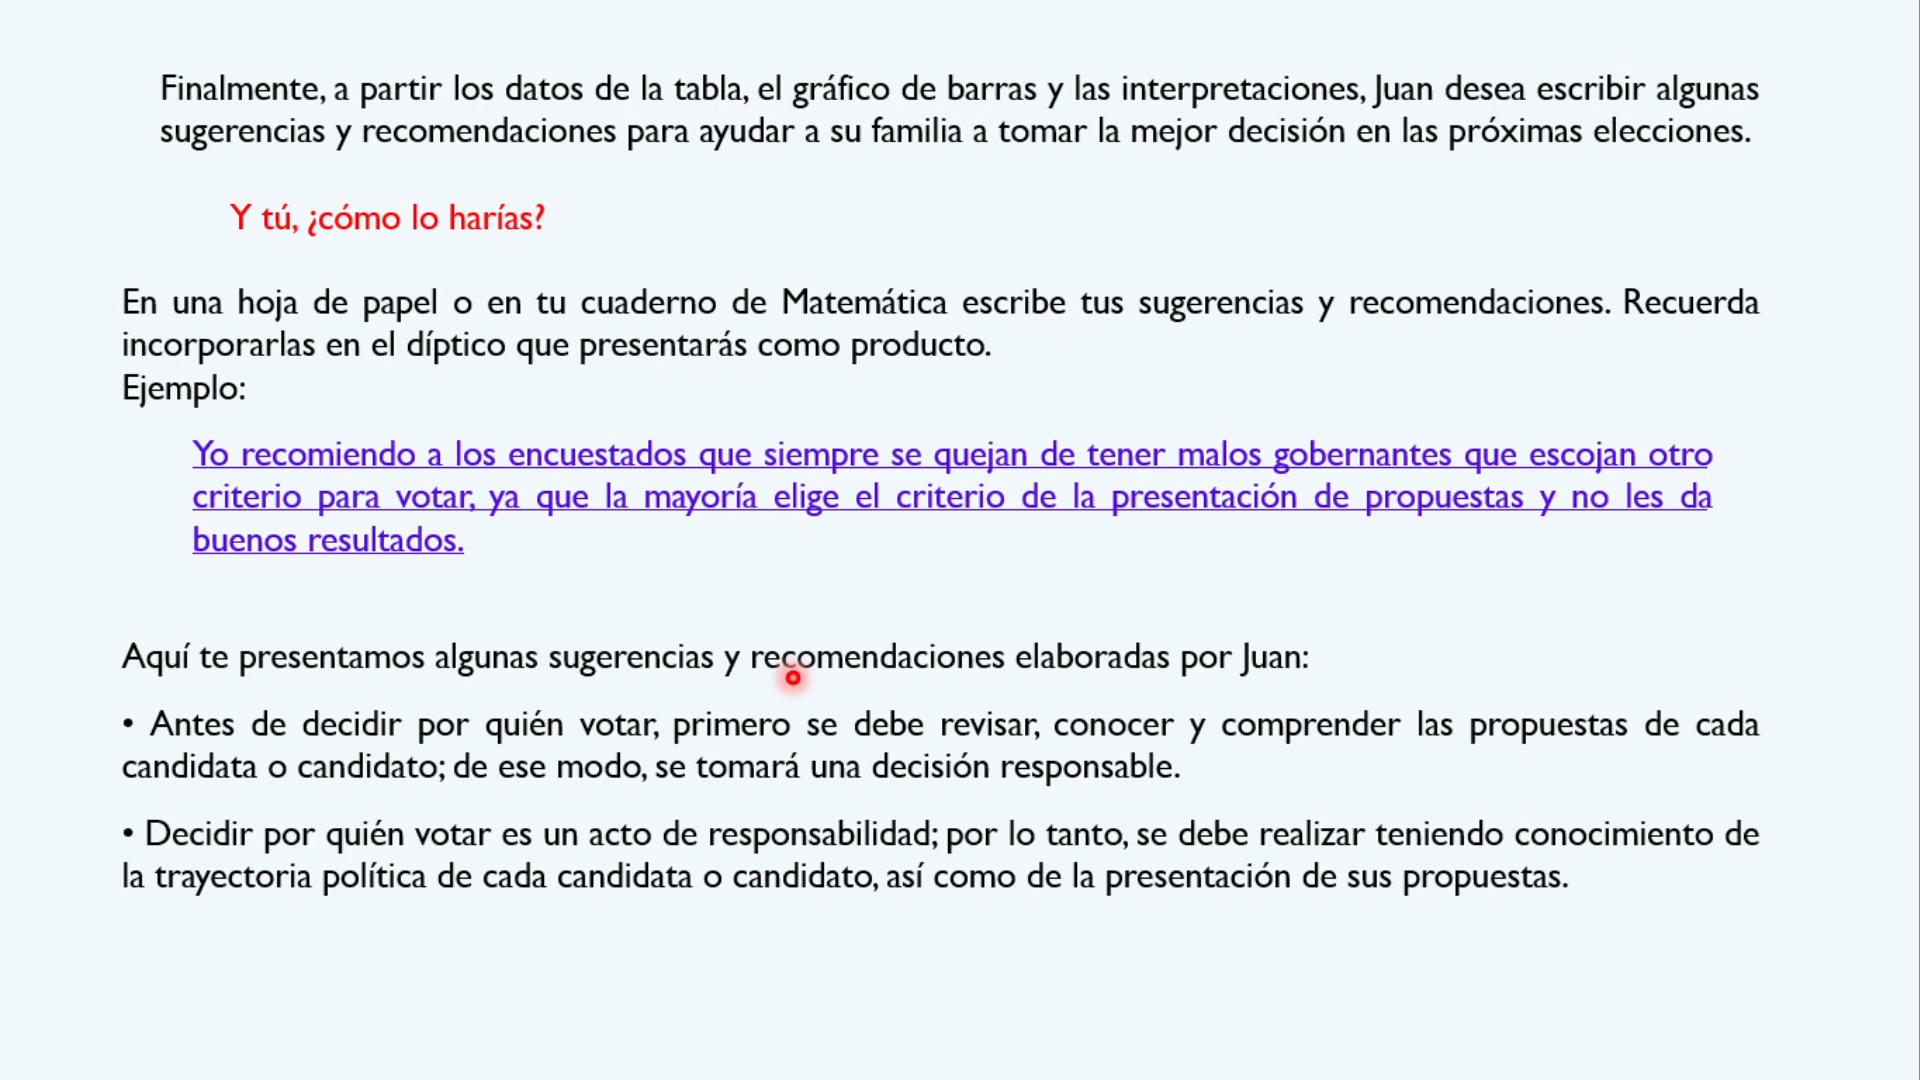 Finalmente, a partir los datos de la tabla, el gráfico de barras y las interpretaciones, Juan desea escribir algunas
sugerencias y recomendaciones para ayudar a su familia a tomar la mejor decisión en las próximas elecciones.
Y tú, ¿cómo lo harías?
En una hoja de papel o en tu cuaderno de Matemática escribe tus sugerencias y recomendaciones. Recuerda
incorporarlas en el díptico que presentarás como producto.
Ejemplo:
Yo recomiendo a los encuestados que siempre se quejan de tener malos gobernantes que escojan otro
criterio para votar, ya que la mayoría elige el criterio de la presentación de propuestas y no les da
buenos resultados.
Aquí te presentamos algunas sugerencias y recomendaciones elaboradas por Juan:
• Antes de decidir por quién votar, primero se debe revisar, conocer y comprender las propuestas de cada
candidata o candidato; de ese modo, se tomará una decisión responsable.
• Decidir por quién votar es un acto de responsabilidad; por lo tanto, se debe realizar teniendo conocimiento de
la trayectoria política de cada candidata o candidato, así como de la presentación de sus propuestas.